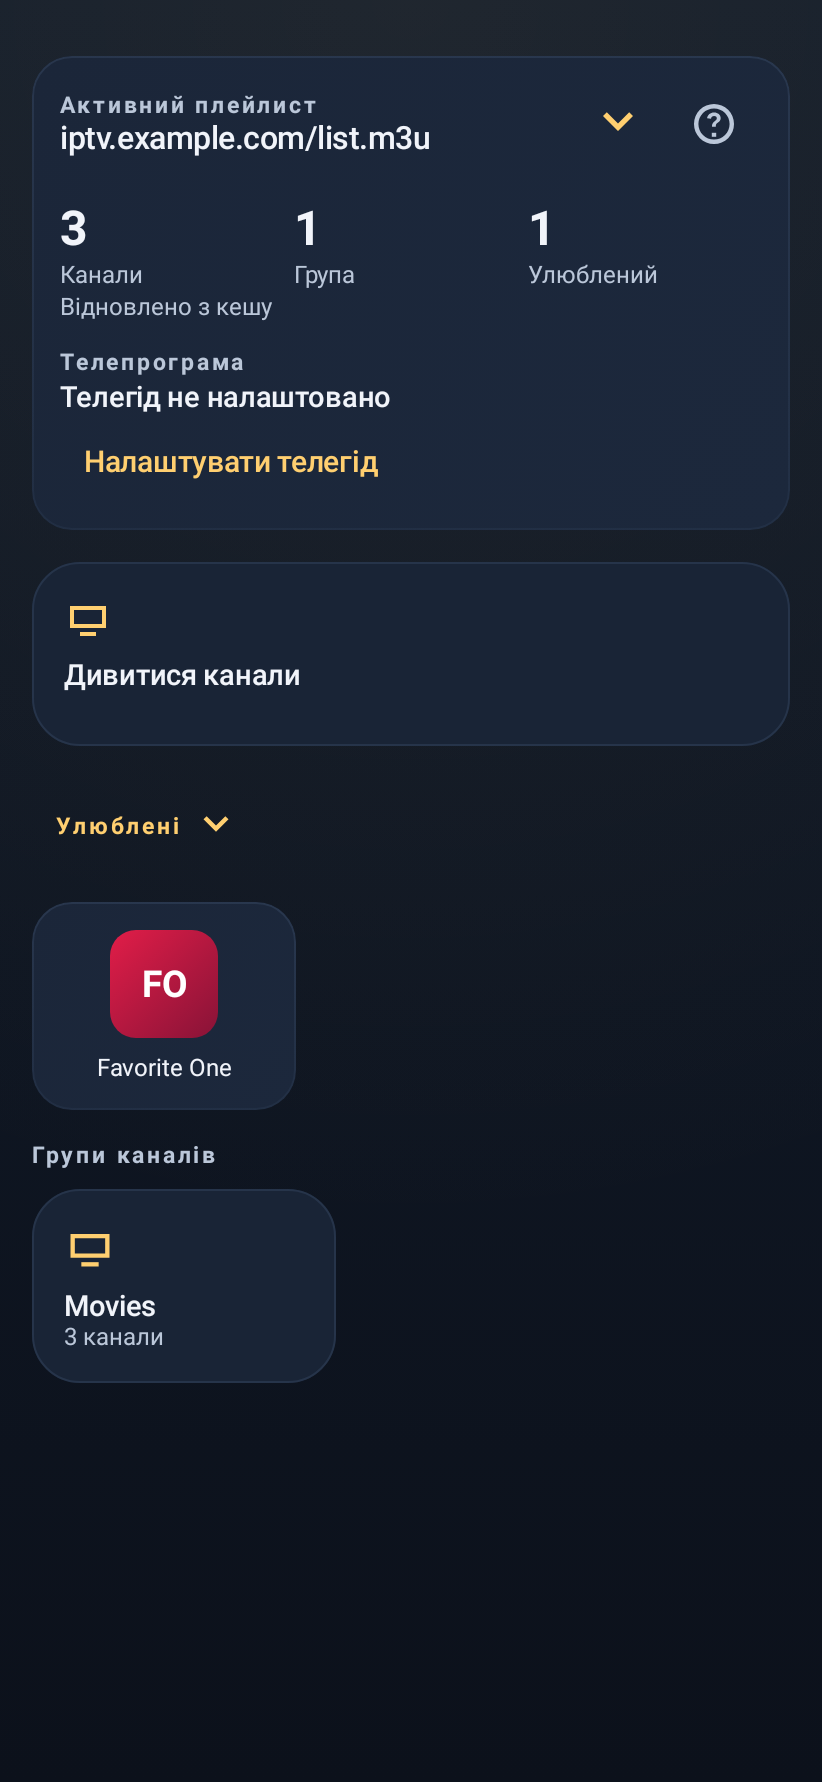 Активний плейлист
iptv.example.com/list.m3u
3 1 1
Канали Група Улюблений
Відновлено з кешу
Телепрограма
Телегід не налаштовано
Налаштувати телегід
Дивитися канали
Улюблені
FO
Favorite One
Групи каналів
Movies
3 канали